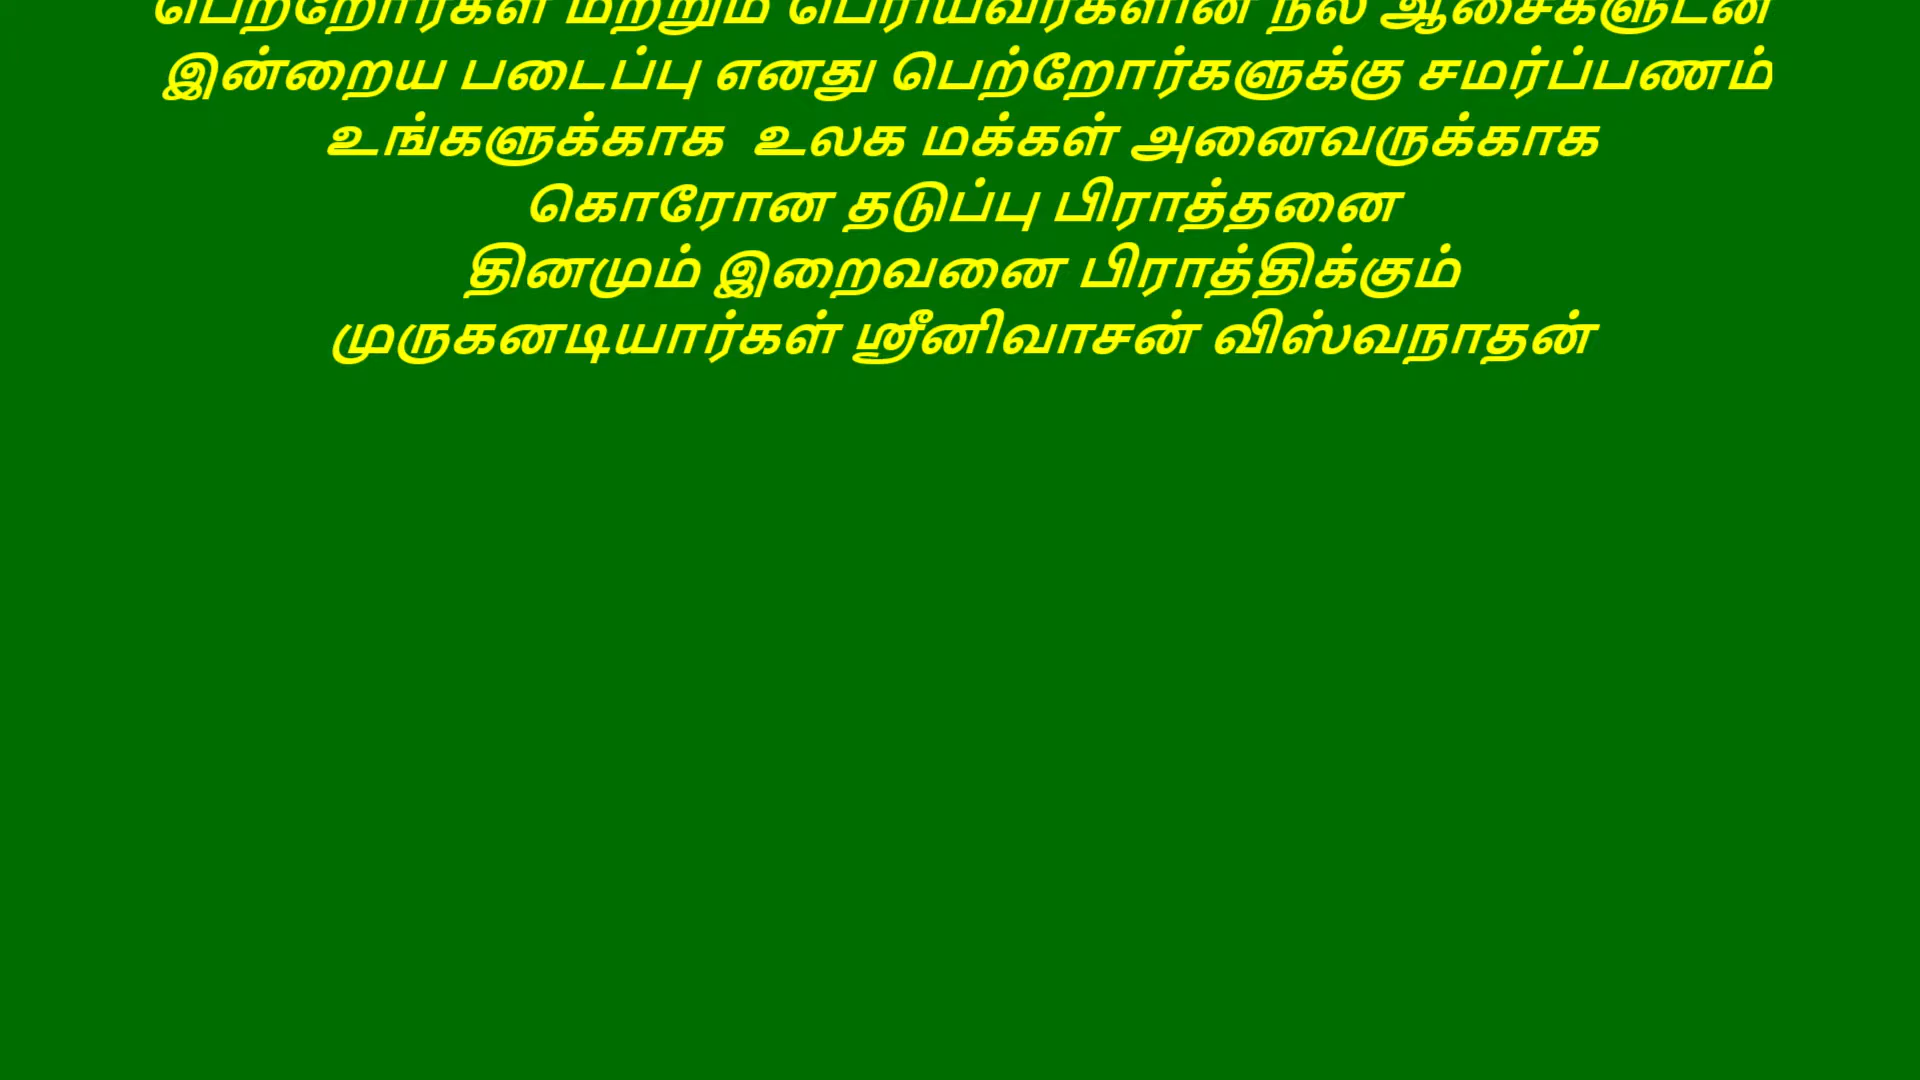 பெற்றோர்கள் மற்றும் பெரியவர்களின் நல் ஆசைகளுடன்
இன்றைய படைப்பு எனது பெற்றோர்களுக்கு சமர்ப்பணம்
உங்களுக்காக உலக மக்கள் அனைவருக்காக
கொரோன தடுப்பு பிராத்தனை
தினமும் இறைவனை பிராத்திக்கும்
முருகனடியார்கள் ஸ்ரீனிவாசன் விஸ்வநாதன்